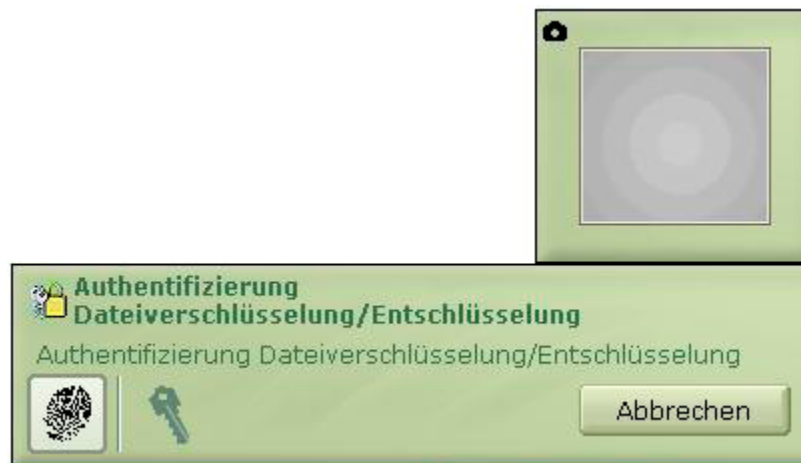 Authentifizierung
Dateiverschlüsselung/Entschlüsselung
Authentifizierung Dateiverschlüsselung/Entschlüsselung
Abbrechen